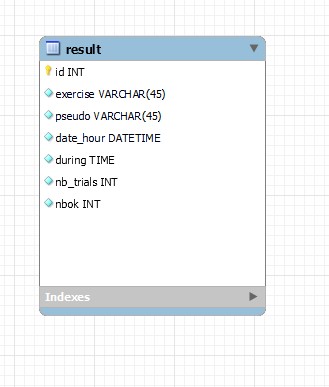 result
id INT
exercise VARCHAR(45)
pseudo VARCHAR(45)
date_hour DATETIME
during TIME
nb_trials INT
nbok INT
Indexes